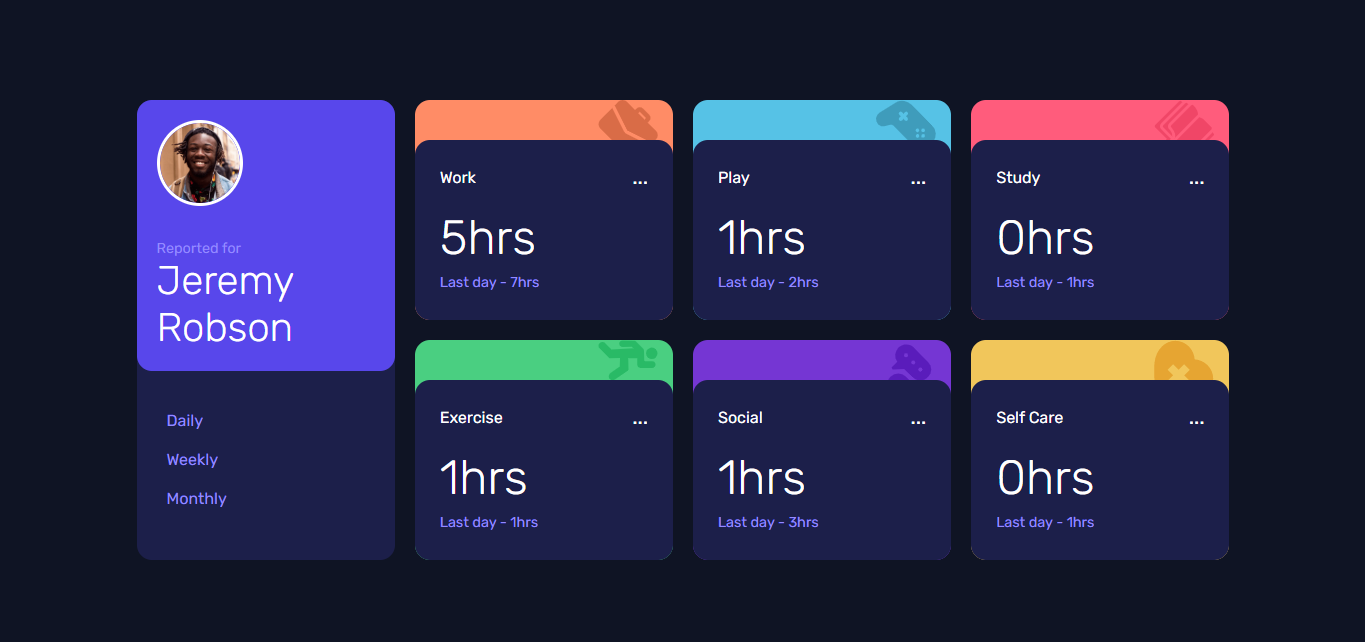 Reported for
Jeremy
Robson
Daily
Weekly
Monthly
Work ...
5hrs
Last day - 7hrs
Play ...
1hrs
Last day - 2hrs
Study ...
0hrs
Last day - 1hrs
Exercise ...
1hrs
Last day - 1hrs
Social ...
1hrs
Last day - 3hrs
Self Care ...
0hrs
Last day - 1hrs